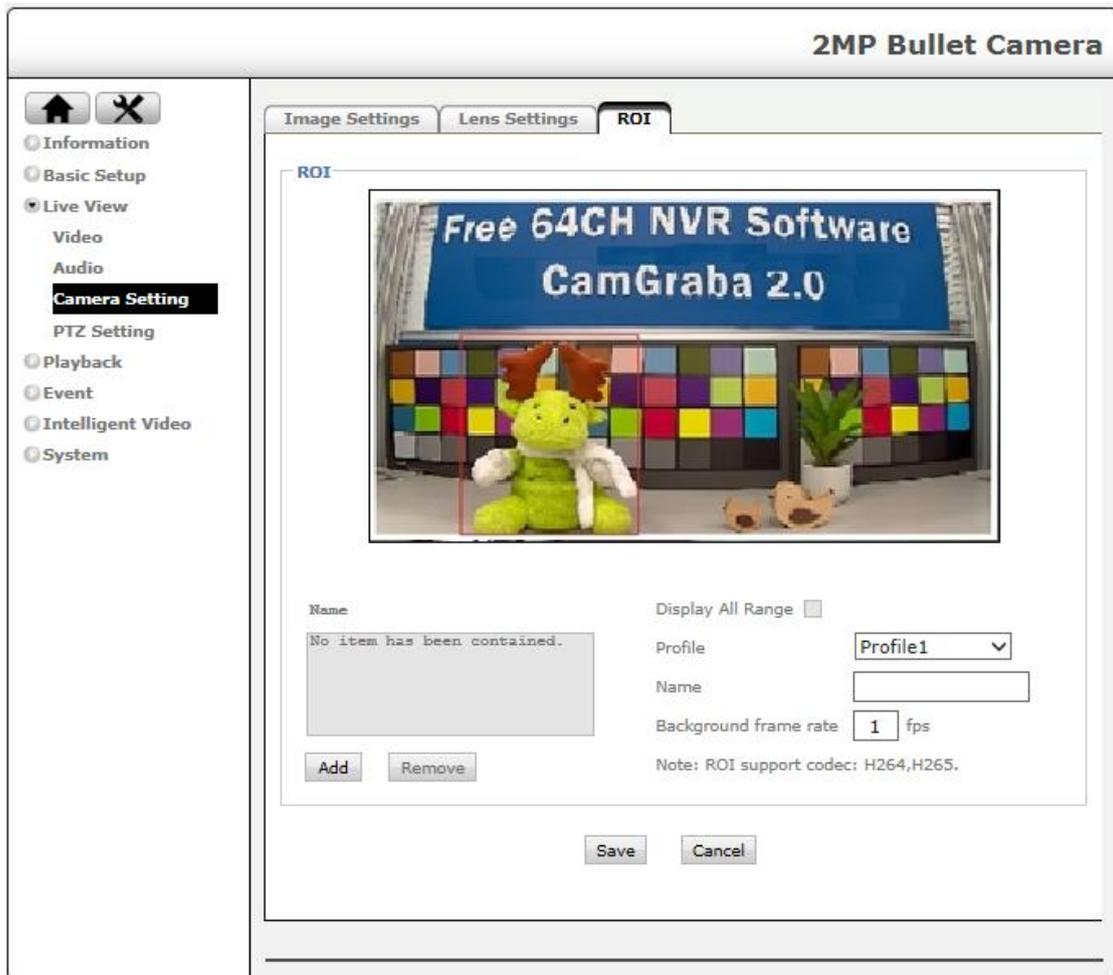 2MP Bullet Camera
Information
Basic Setup
Live View
Video
Audio
Camera Setting
PTZ Setting
Playback
Event
Intelligent Video
System
Image Settings
Lens Settings
ROI
ROI
Free 64CH NVR Software
CamGraba 2.0
Name
No item has been contained.
Add
Remove
Display All Range
Profile
Profile1
Name
Background frame rate 1 fps
Note: ROI support codec: H264,H265.
Save
Cancel